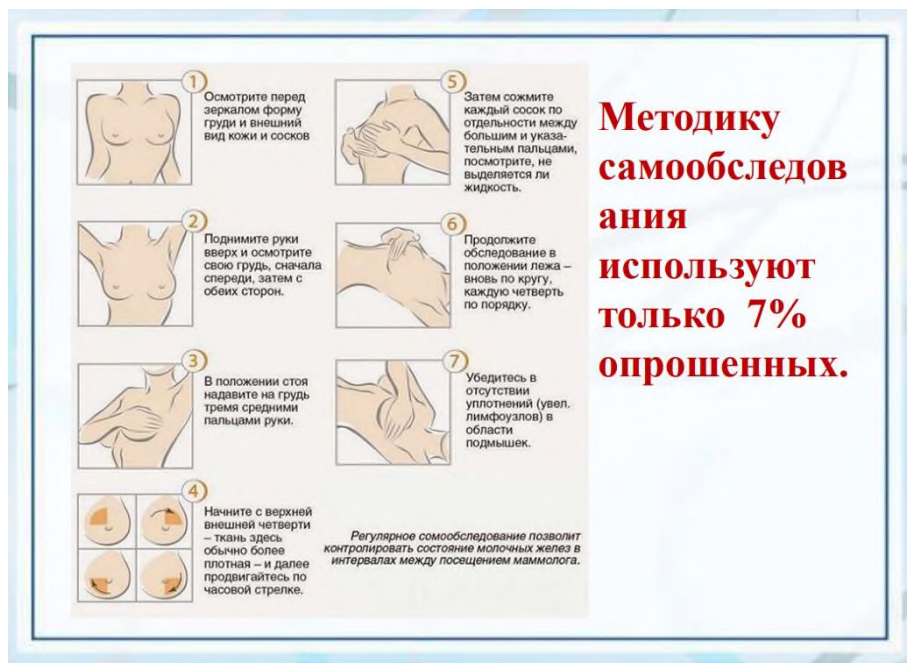 1
Осмотрите перед
зеркалом форму
груди и внешний
вид кожи и сосков
2
Поднимите руки
вверх и осмотрите
свою грудь, сначала
спереди, затем с
обеих сторон.
3
В положении стоя
надавите на грудь
тремя средними
пальцами руки.
4
Начните с верхней
внешней четверти
– ткань здесь
обычно более
плотная – и далее
продвигайтесь по
часовой стрелке.
5
Затем сожмите
каждый сосок по
отдельности между
большим и указа-
тельным пальцами,
посмотрите, не
выделяется ли
жидкость.
6
Продолжите
обследование в
положении лежа –
вновь по кругу,
каждую четверть
по порядку.
7
Убедитесь в
отсутствии
уплотнений (увел.
лимфоузлов) в
области
подмышек.
Регулярное сомообследование позволит
контролировать состояние молочных желез в
интервалах между посещением маммолога.
Методику
самообследов
ания
используют
только 7%
опрошенных.